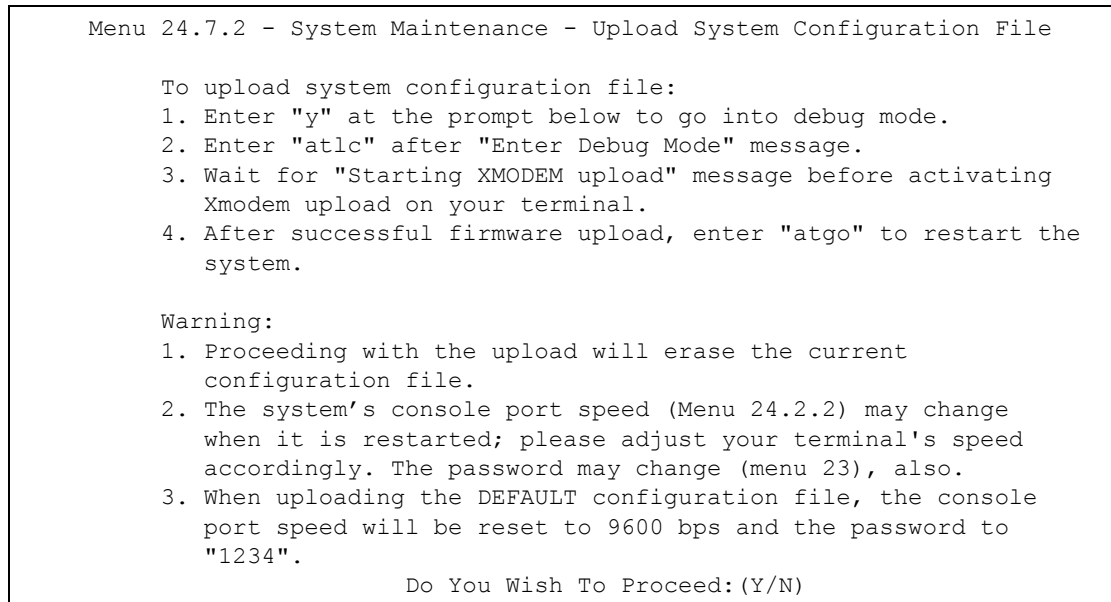 Menu 24.7.2 - System Maintenance - Upload System Configuration File
To upload system configuration file:
1. Enter "y" at the prompt below to go into debug mode.
2. Enter "atlc" after "Enter Debug Mode" message.
3. Wait for "Starting XMODEM upload" message before activating
Xmodem upload on your terminal.
4. After successful firmware upload, enter "atgo" to restart the
system.
Warning:
1. Proceeding with the upload will erase the current
configuration file.
2. The system’s console port speed (Menu 24.2.2) may change
when it is restarted; please adjust your terminal's speed
accordingly. The password may change (menu 23), also.
3. When uploading the DEFAULT configuration file, the console
port speed will be reset to 9600 bps and the password to
"1234".
Do You Wish To Proceed:(Y/N)